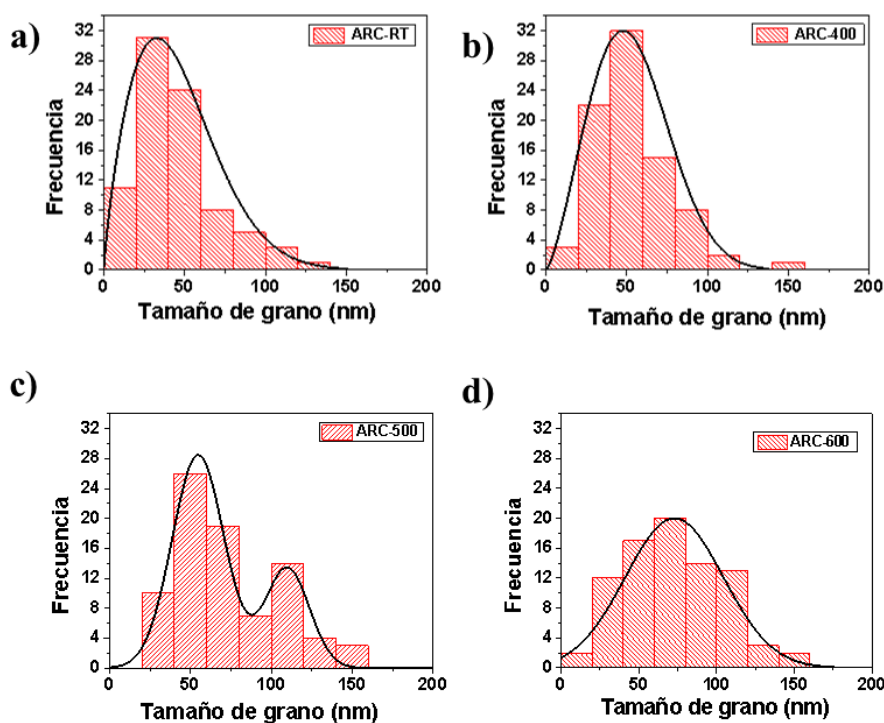 a)
ARC-RT
Frecuencia
32
28
24
20
16
12
8
4
0
0 50 100 150 200
Tamaño de grano (nm)
b)
ARC-400
Frecuencia
32
28
24
20
16
12
8
4
0
0 50 100 150 200
Tamaño de grano (nm)
c)
ARC-500
Frecuencia
32
28
24
20
16
12
8
4
0
0 50 100 150 200
Tamaño de grano (nm)
d)
ARC-600
Frecuencia
32
28
24
20
16
12
8
4
0
0 50 100 150 200
Tamaño de grano (nm)